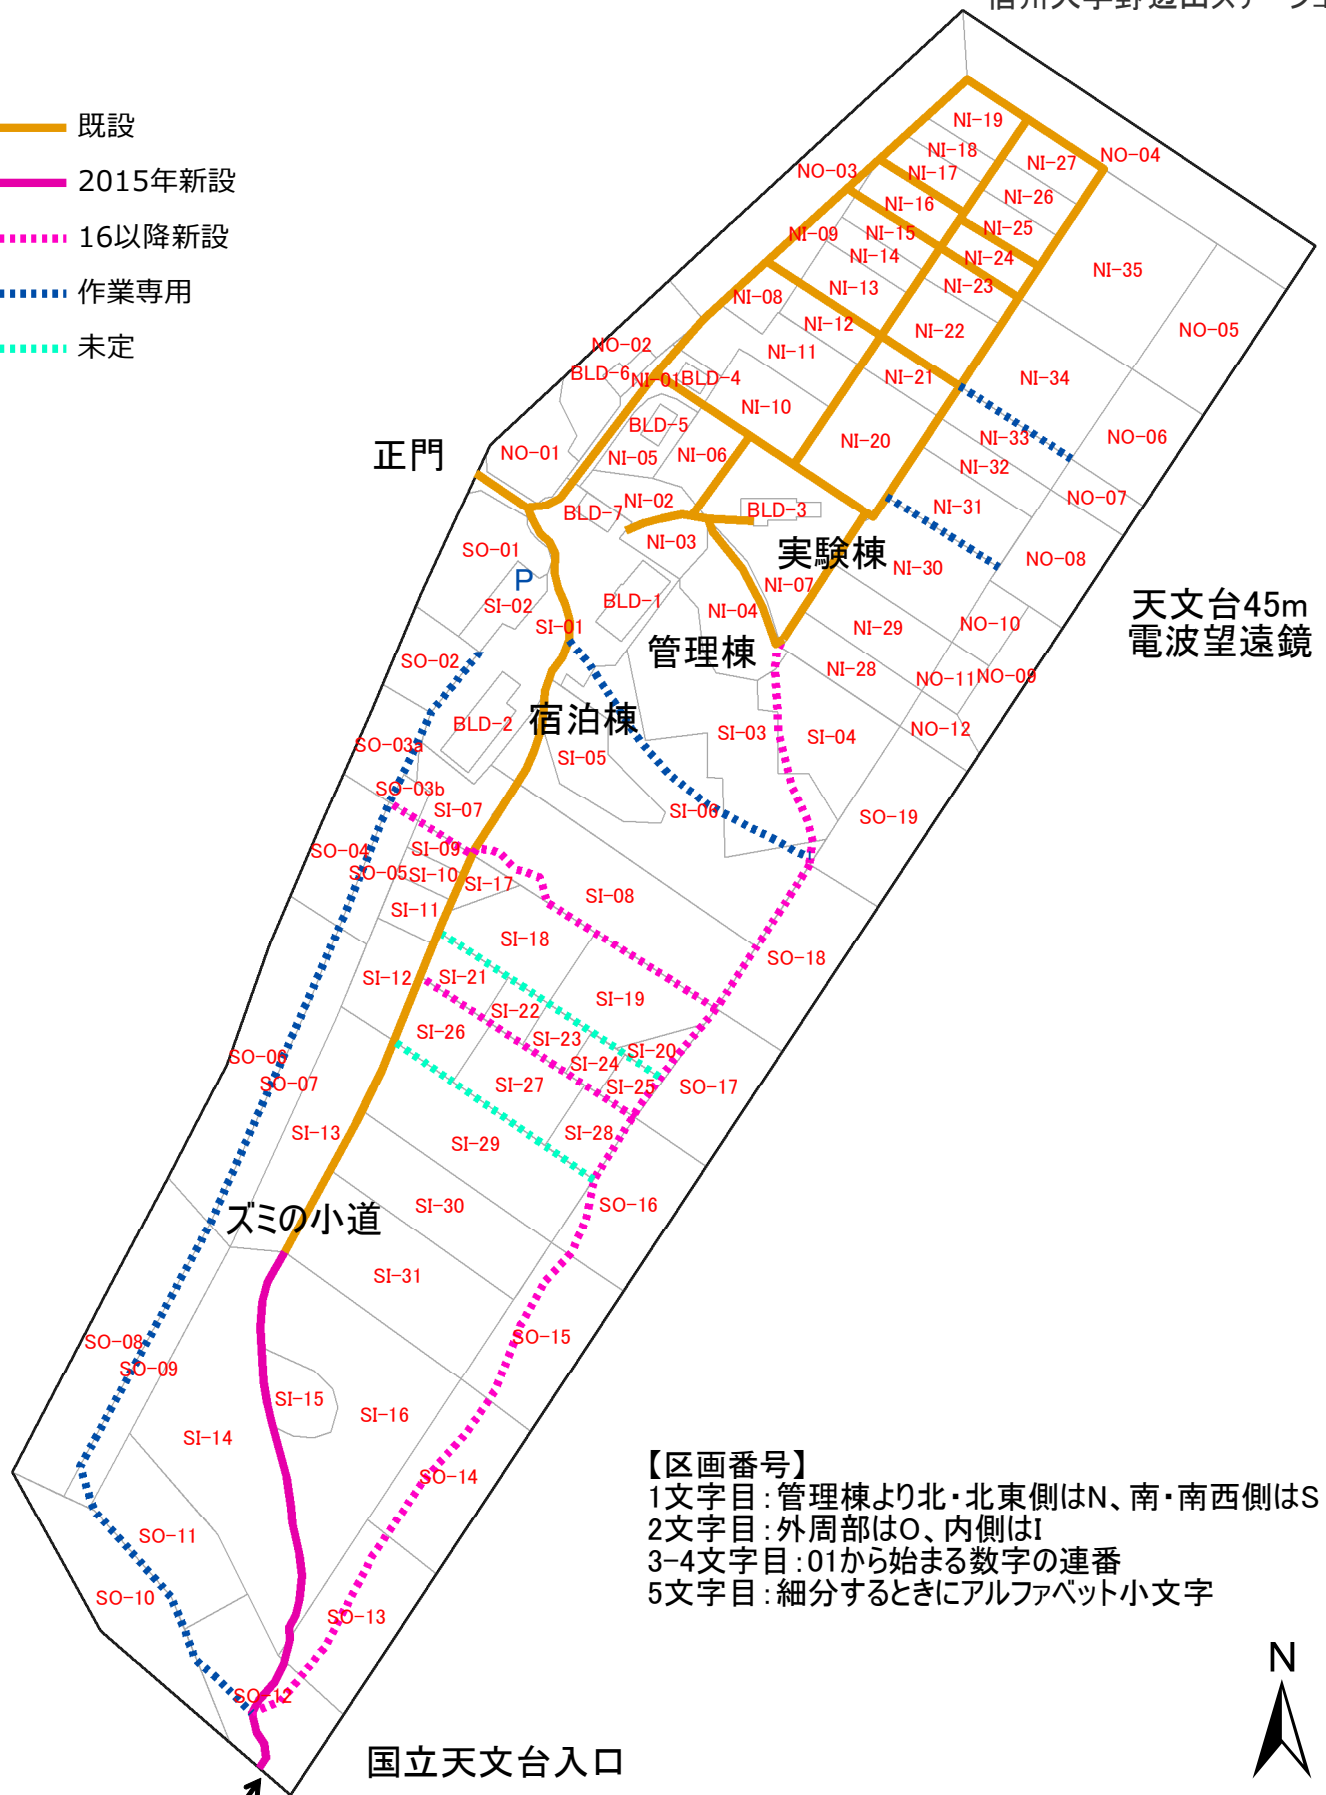 既設
2015年新設
16以降新設
作業専用
未定
NI-19
NI-18
NI-27
NO-04
NO-03
NI-17
NI-26
NI-16
NI-25
NI-09
NI-15
NI-14
NI-24
NI-35
NI-13
NI-23
NI-08
NI-12
NI-22
NO-05
NO-02
NI-11
BLD-6
NI-01
BLD-4
NI-21
NI-34
NI-10
BLD-5
NI-20
NI-33
NO-06
正門
NO-01
NI-05
NI-06
NI-32
NI-02
NO-07
BLD-7
BLD-3
NI-31
NI-03
SO-01
実験棟
NI-30
NO-08
P
NI-07
SI-02
BLD-1
NI-04
天文台45m
電波望遠鏡
SI-01
NI-29
NO-10
管理棟
SO-02
NI-28
NO-11
NO-09
BLD-2
宿泊棟
SI-03
SI-04
NO-12
SO-03a
SI-05
SO-03b
SI-07
SI-06
SO-19
SO-04
SI-09
SO-05
SI-10
SI-17
SI-08
SI-11
SI-18
SO-18
SI-12
SI-21
SI-19
SI-22
SI-26
SI-23
SO-06
SI-20
SI-24
SO-07
SI-27
SI-25
SO-17
SI-13
SI-29
SI-28
ズミの小道
SI-30
SO-16
SI-31
SO-08
SO-15
SO-09
SI-15
SI-14
SI-16
SO-14
【区画番号】
1文字目:管理棟より北・北東側はN、南・南西側はS
2文字目:外周部はO、内側はI
3-4文字目:01から始まる数字の連番
5文字目:細分するときにアルファベット小文字
SO-11
SO-10
SO-13
SO-12
N
国立天文台入口